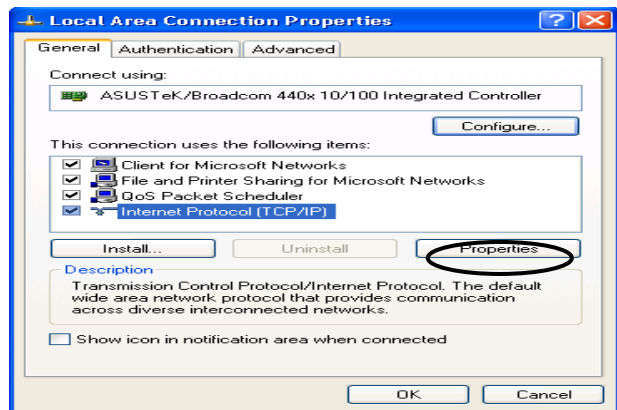 Local Area Connection Properties
General Authentication Advanced
Connect using:
ASUSTeK/Broadcom 440x 10/100 Integrated Controller
Configure...
This connection uses the following items:
Client for Microsoft Networks
File and Printer Sharing for Microsoft Networks
QoS Packet Scheduler
Internet Protocol (TCP/IP)
Install... Uninstall Properties
Description
Transmission Control Protocol/Internet Protocol. The default
wide area network protocol that provides communication
across diverse interconnected networks.
Show icon in notification area when connected
OK Cancel